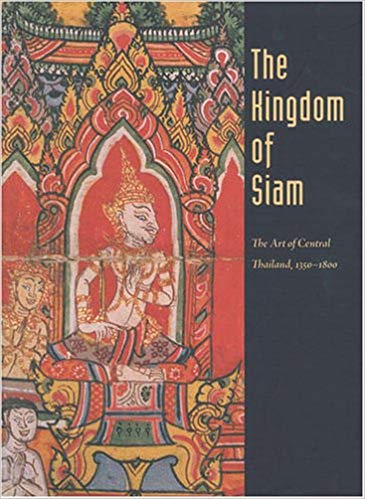 The
Kingdom
of
Siam
The Art of Central
Thailand, 1350–1800